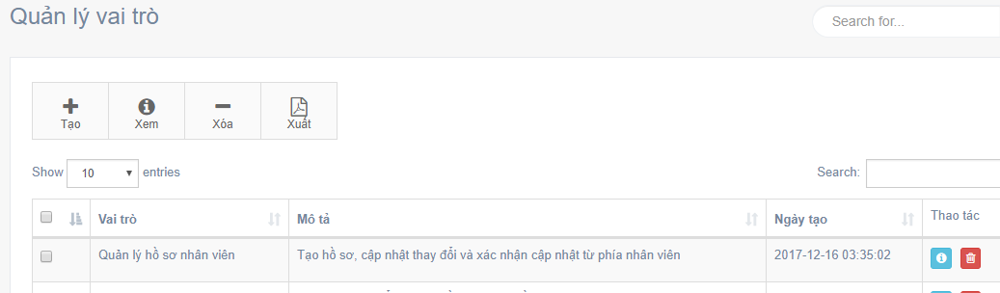 Quản lý vai trò
Search for...
Tạo
Xem
Xóa
Xuất
Show 10 entries
Search:
Vai trò Mô tả Ngày tạo Thao tác
Quản lý hồ sơ nhân viên Tạo hồ sơ, cập nhật thay đổi và xác nhận cập nhật từ phía nhân viên 2017-12-16 03:35:02